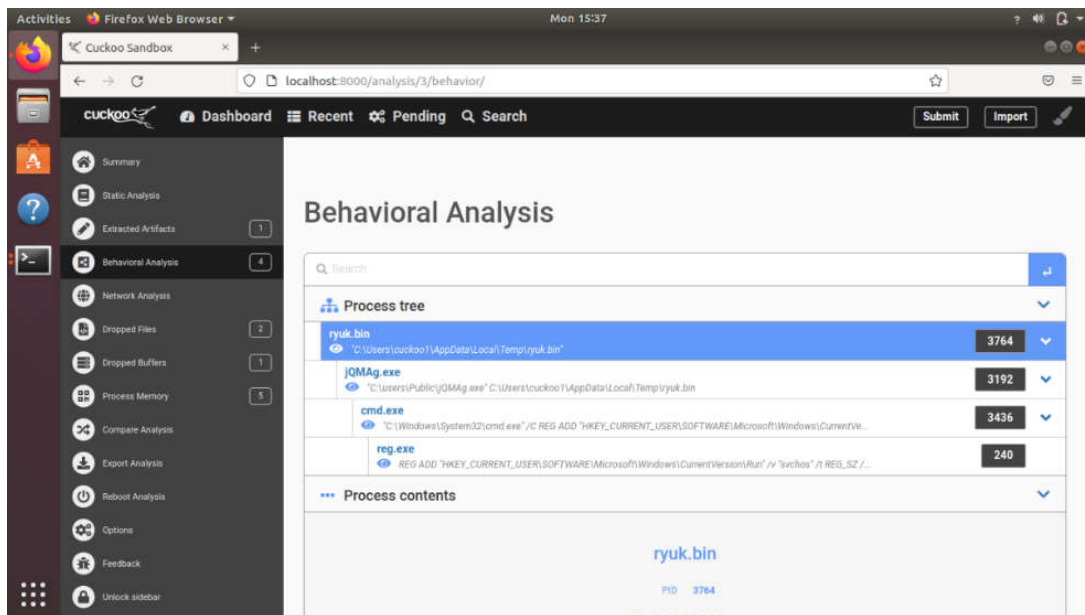 Activities Firefox Web Browser Mon 15:37
Cuckoo Sandbox
localhost:8000/analysis/3/behavior/
cuckoo Dashboard Recent Pending Search Submit Import
Summary
Static Analysis
Extracted Artifacts 1
Behavioral Analysis 4
Network Analysis
Dropped Files 2
Dropped Buffers 1
Process Memory 5
Compare Analysis
Export Analysis
Reboot Analysis
Options
Feedback
Unlock sidebar
Behavioral Analysis
Search
Process tree
ryuk.bin 3764
"C:\Users\cuckoo1\AppData\Local\Temp\ryuk.bin"
jQMAg.exe 3192
"C:\users\Public\jQMAg.exe" C:\Users\cuckoo1\AppData\Local\Temp\ryuk.bin
cmd.exe 3436
"C:\Windows\System32\cmd.exe" /C REG ADD "HKEY_CURRENT_USER\SOFTWARE\Microsoft\Windows\CurrentVe...
reg.exe 240
REG ADD "HKEY_CURRENT_USER\SOFTWARE\Microsoft\Windows\CurrentVersion\Run" /v "svchos" /t REG_SZ /...
Process contents
ryuk.bin
PID 3764